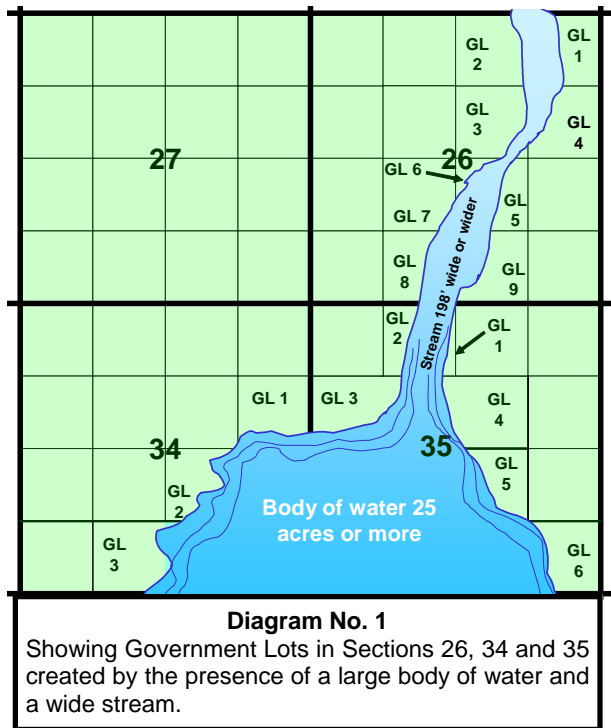 GL
2
GL
1
GL
3
GL
4
27
26
GL 6
GL 7
GL
5
GL
8
GL
9
Stream 198' wide or wider
GL
2
GL
1
GL 1
GL 3
GL
4
34
35
GL
5
GL
2
Body of water 25
acres or more
GL
3
GL
6
Diagram No. 1
Showing Government Lots in Sections 26, 34 and 35
created by the presence of a large body of water and
a wide stream.